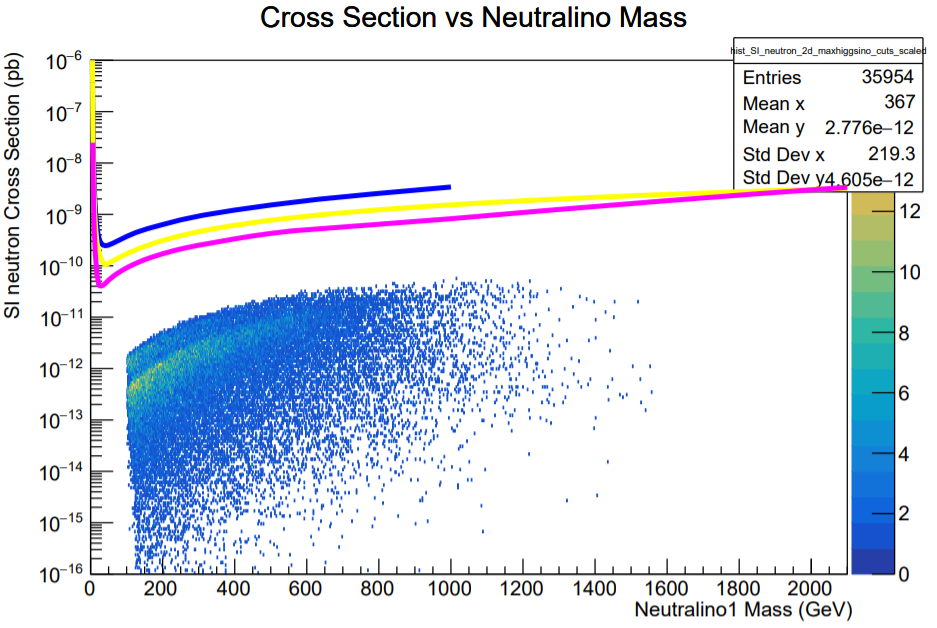 Cross Section vs Neutralino Mass
hist_SI_neutron_2d_maxhiggsino_cuts_scaled
Entries 35954
Mean x 367
Mean y 2.776e−12
Std Dev x 219.3
Std Dev y 4.605e−12
SI neutron Cross Section (pb)
10−6
10−7
10−8
10−9
10−10
10−11
10−12
10−13
10−14
10−15
10−16
12
10
8
6
4
2
0
0 200 400 600 800 1000 1200 1400 1600 1800 2000
Neutralino1 Mass (GeV)